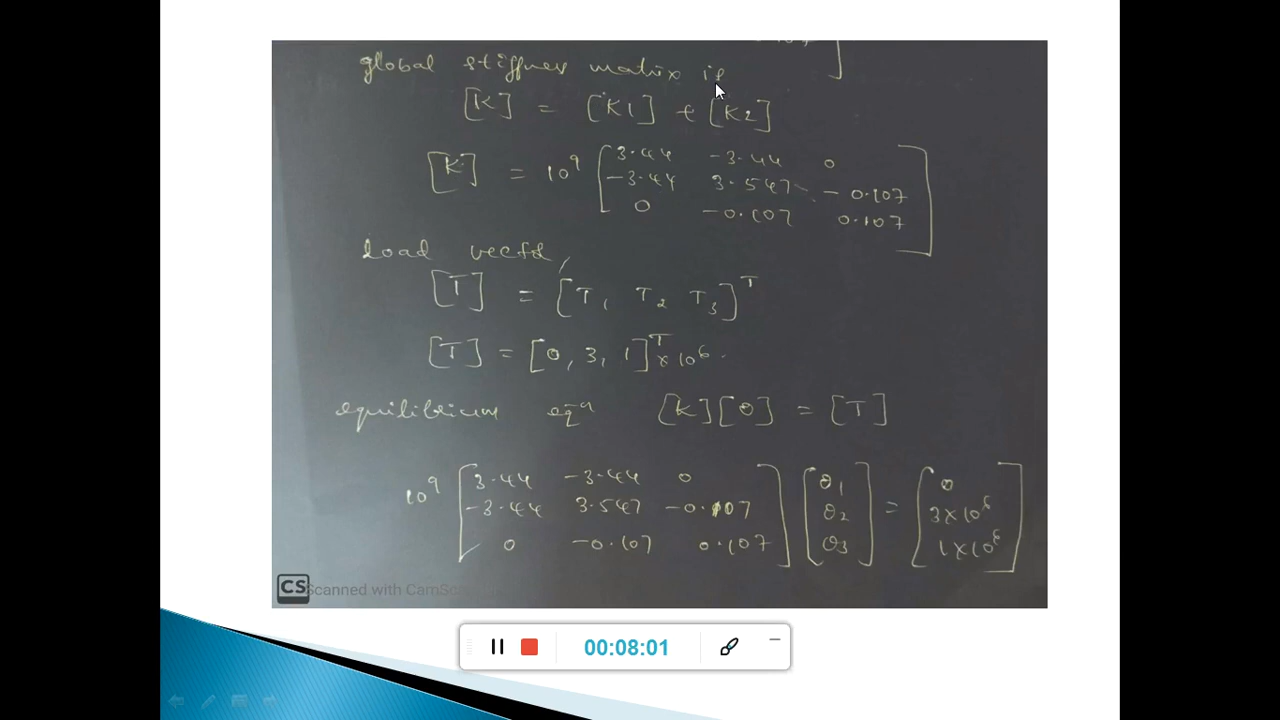 global stiffness matrix is
[K] = [K1] + [K2]
[K] = 10⁹ [3.44 -3.44 0
-3.44 3.547 -0.107
0 -0.107 0.107]
load vector,
[T] = [T₁ T₂ T₃]ᵀ
[T] = [0, 3, 1]ᵀ × 10⁶.
equilibrium eqⁿ [K][θ] = [T]
10⁹ [3.44 -3.44 0 [θ1 = [0
-3.44 3.547 -0.107 θ2 3×10⁶
0 -0.107 0.107] θ3] 1×10⁶]
CS Scanned with CamSc
00:08:01